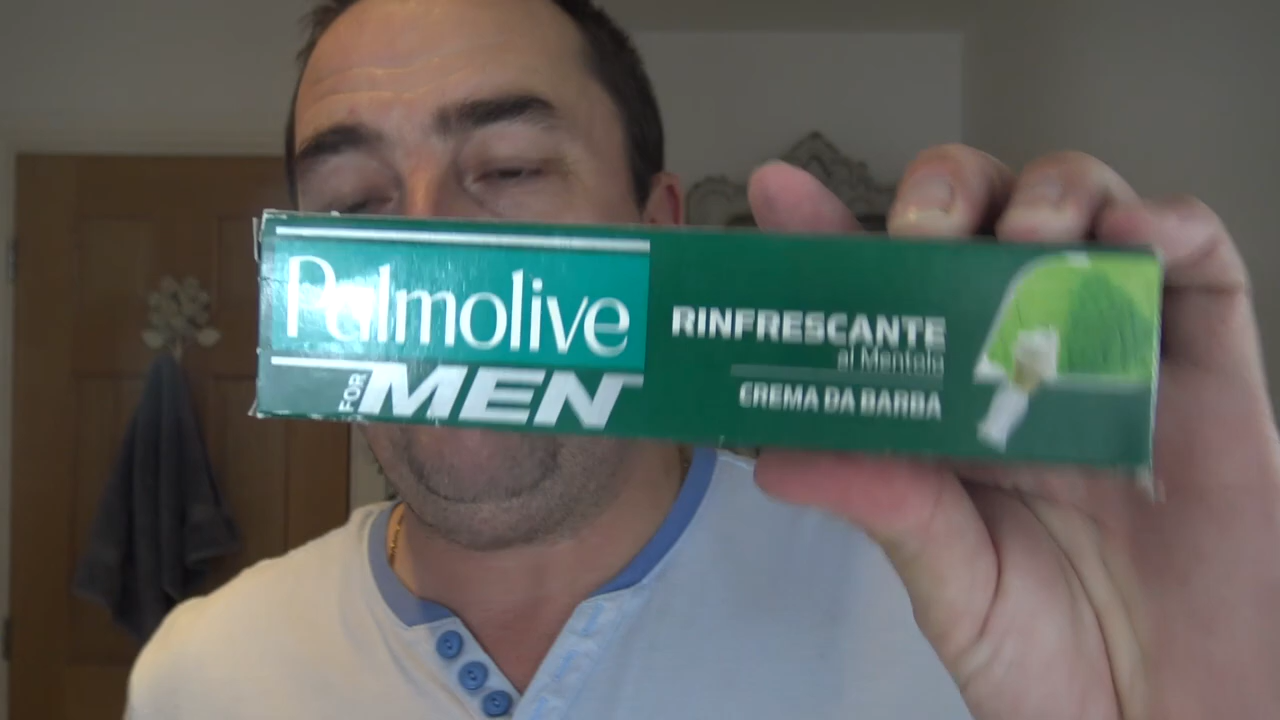 Palmolive
FOR MEN
RINFRESCANTE
al Mentolo
CREMA DA BARBA